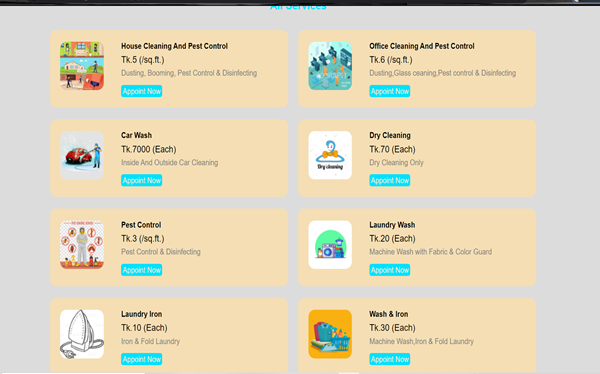 All Services
House Cleaning And Pest Control
Tk.5 (/sq.ft.)
Dusting, Booming, Pest Control & Disinfecting
Appoint Now
Office Cleaning And Pest Control
Tk.6 (/sq.ft.)
Dusting,Glass ceaning,Pest control & Disinfecting
Appoint Now
Car Wash
Tk.7000 (Each)
Inside And Outside Car Cleaning
Appoint Now
Dry cleaning
Dry Cleaning
Tk.70 (Each)
Dry Cleaning Only
Appoint Now
Pest Control
Tk.3 (/sq.ft.)
Pest Control & Disinfecting
Appoint Now
Laundry Wash
Tk.20 (Each)
Machine Wash with Fabric & Color Guard
Appoint Now
Laundry Iron
Tk.10 (Each)
Iron & Fold Laundry
Appoint Now
Wash & Iron
Tk.30 (Each)
Machine Wash,Iron & Fold Laundry
Appoint Now